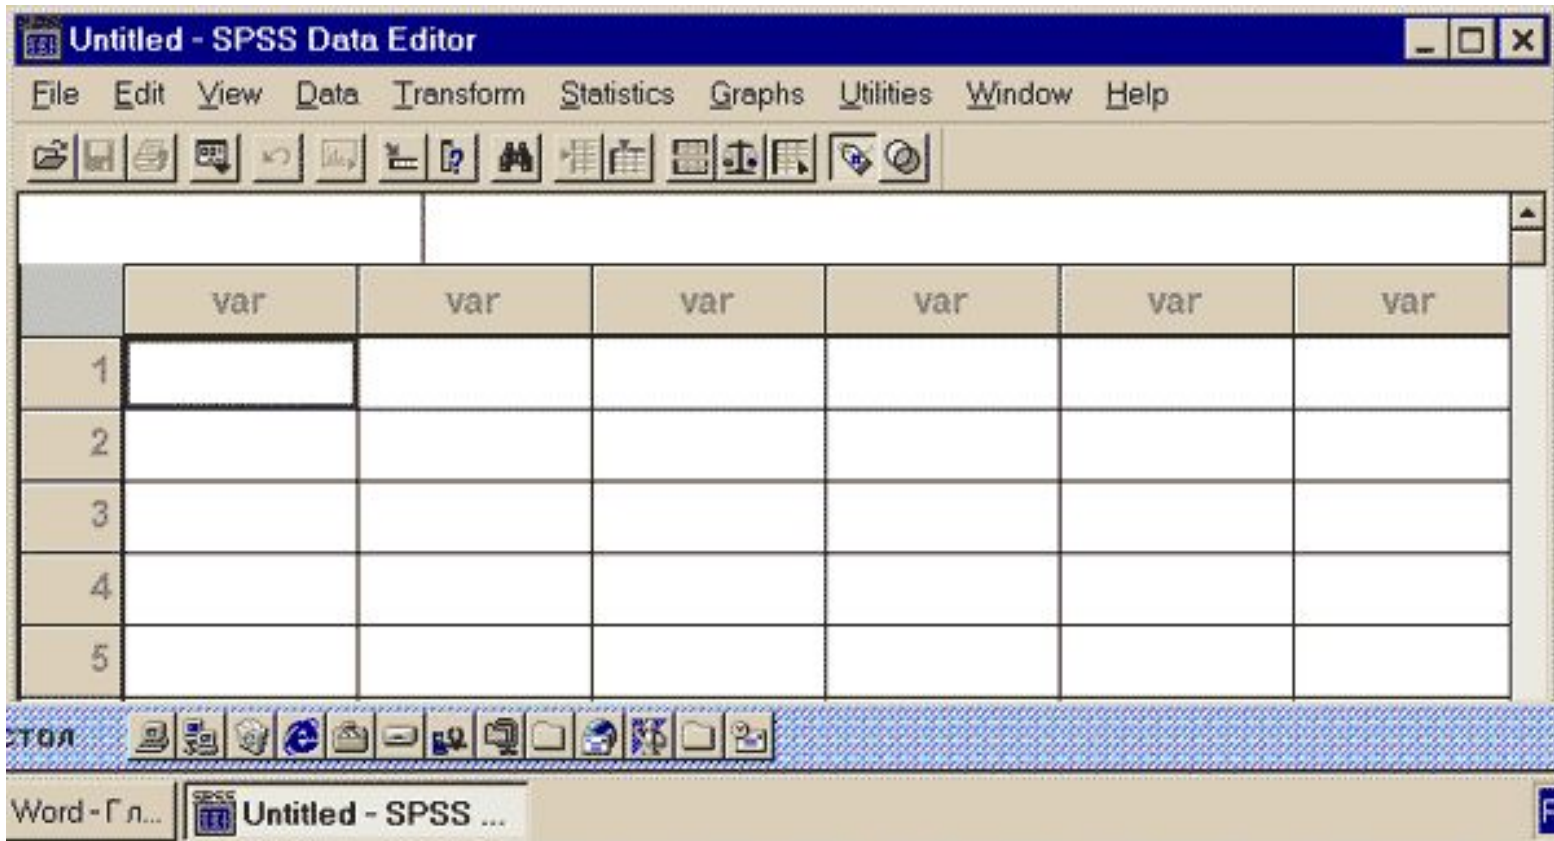 Untitled - SPSS Data Editor
File Edit View Data Transform Statistics Graphs Utilities Window Help
var var var var var var
1
2
3
4
5
стол
Word - Гл...
Untitled - SPSS ...